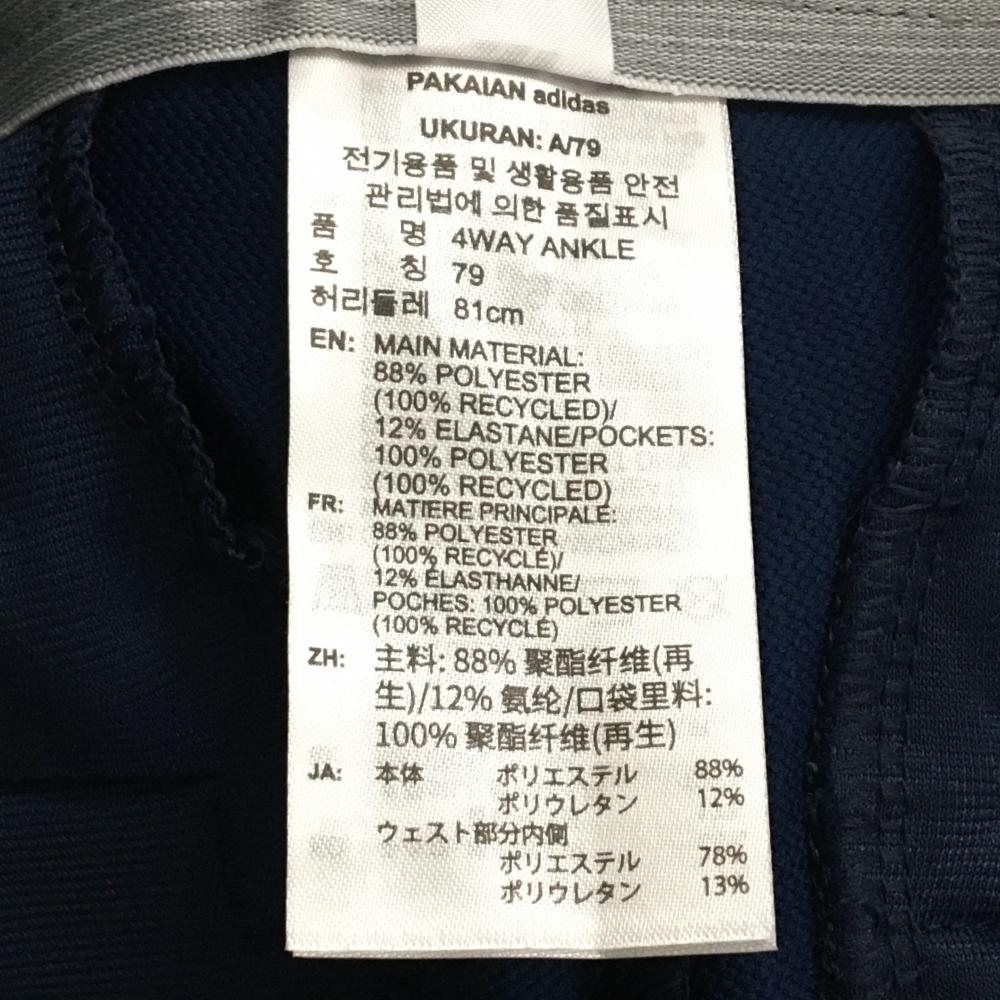 PAKAIAN adidas
UKURAN: A/79
전기용품 및 생활용품 안전
관리법에 의한 품질표시
품 명 4WAY ANKLE
호 칭 79
허리둘레 81cm
EN: MAIN MATERIAL:
88% POLYESTER
(100% RECYCLED)/
12% ELASTANE/POCKETS:
100% POLYESTER
(100% RECYCLED)
FR: MATIÈRE PRINCIPALE:
88% POLYESTER
(100% RECYCLÉ)/
12% ÉLASTHANNE/
POCHES: 100% POLYESTER
(100% RECYCLÉ)
ZH: 主料: 88% 聚酯纤维(再
生)/12% 氨纶/口袋里料:
100% 聚酯纤维(再生)
JA: 本体 ポリエステル 88%
ポリウレタン 12%
ウェスト部分内側
ポリエステル 78%
ポリウレタン 13%